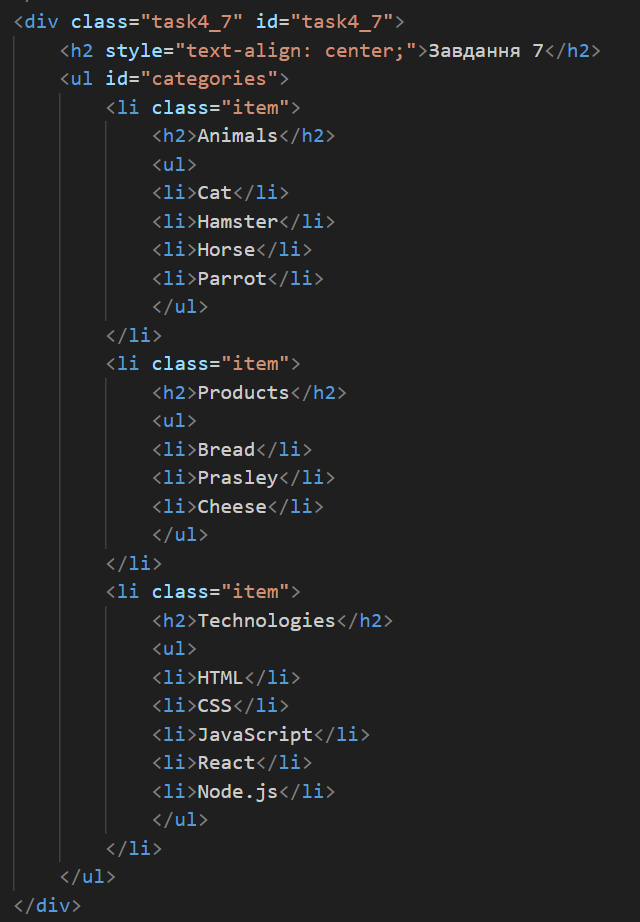 <div class="task4_7" id="task4_7">
    <h2 style="text-align: center;">Завдання 7</h2>
    <ul id="categories">
        <li class="item">
            <h2>Animals</h2>
            <ul>
            <li>Cat</li>
            <li>Hamster</li>
            <li>Horse</li>
            <li>Parrot</li>
            </ul>
        </li>
        <li class="item">
            <h2>Products</h2>
            <ul>
            <li>Bread</li>
            <li>Prasley</li>
            <li>Cheese</li>
            </ul>
        </li>
        <li class="item">
            <h2>Technologies</h2>
            <ul>
            <li>HTML</li>
            <li>CSS</li>
            <li>JavaScript</li>
            <li>React</li>
            <li>Node.js</li>
            </ul>
        </li>
    </ul>
</div>